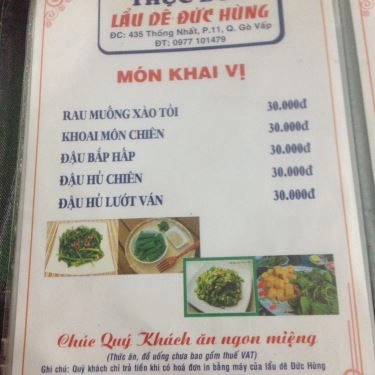 LẨU DÊ ĐỨC HÙNG
ĐC: 435 Thống Nhất, P.11, Q. Gò Vấp
ĐT: 0977 101479
MÓN KHAI VỊ
RAU MUỐNG XÀO TỎI 30.000đ
KHOAI MÔN CHIÊN 30.000đ
ĐẬU BẮP HẤP 30.000đ
ĐẬU HỦ CHIÊN 30.000đ
ĐẬU HỦ LƯỚT VÁN 30.000đ
Chúc Quý Khách ăn ngon miệng
(Thức ăn, đồ uống chưa bao gồm thuế VAT)
Ghi chú: Quý khách chỉ trả tiền khi có hoá đơn in bằng máy của lẩu dê Đức Hùng